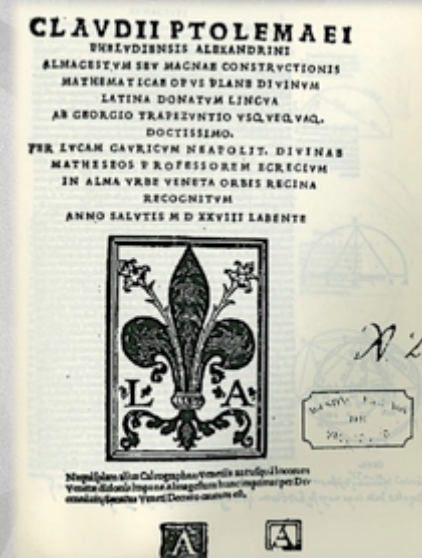 CLAVDII PTOLEMAEI
PHELVDIENSIS ALEXANDRINI
ALMAGESTVM SEV MAGNAE CONSTRVCTIONIS
MATHEMATICAE OPVS PLANE DIVINVM
LATINA DONATVM LINGVA
AB GEORGIO TRAPEZVNTIO VSQVEQVAQ.
DOCTISSIMO.
PER LVCAM GAVRICVM NEAPOLIT. DIVINAE
MATHESEOS PROFESSOREM EGREGIVM
IN ALMA VRBE VENETA ORBIS REGINA
RECOGNITVM
ANNO SALVTIS M D XXVIII LABENTE
L A
A A